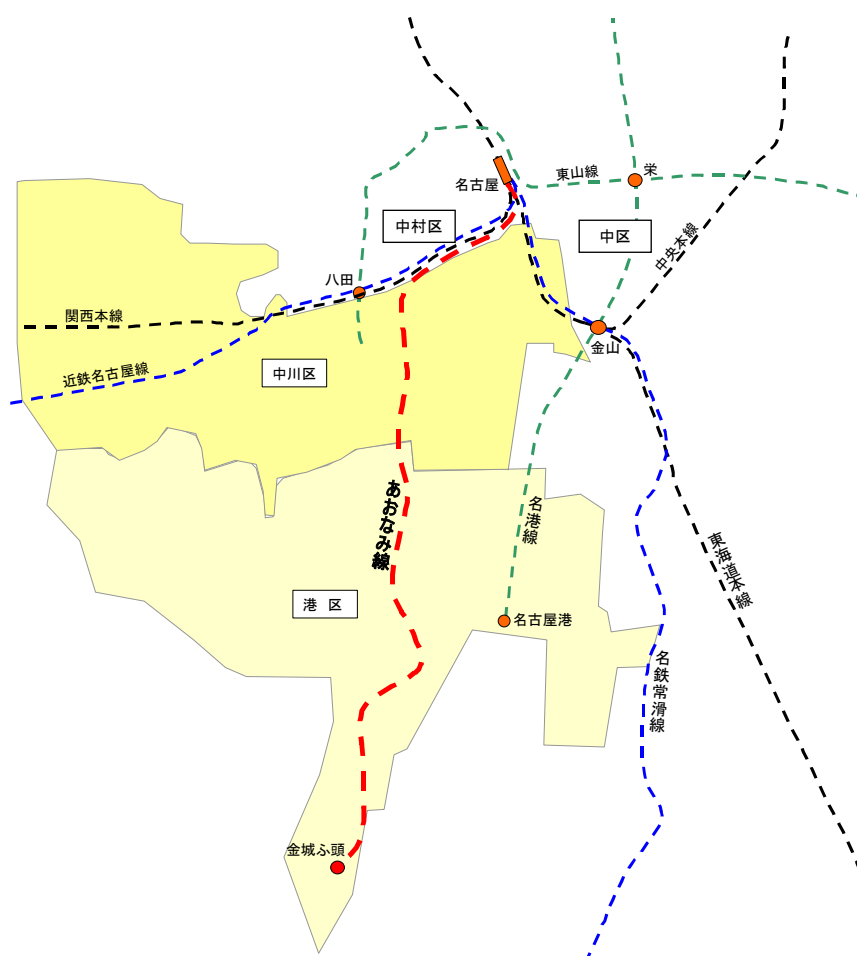 栄
東山線
名古屋
中村区
中区
中央本線
八田
関西本線
金山
近鉄名古屋線
中川区
あおなみ線
名港線
東海道本線
港 区
名古屋港
名鉄常滑線
金城ふ頭